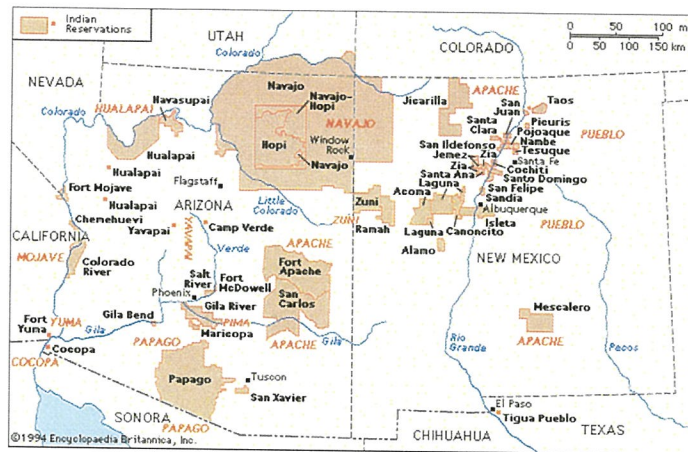 Indian
Reservations
UTAH
Colorado
COLORADO
0 50 100 m
0 50 100 150 km
NEVADA
Colorado
HUALAPAI
Havasupai
Navajo
Navajo-
Hopi
NAVAJO
Hopi
Window
Rock
Navajo
Jicarilla
APACHE
San
Juan
Taos
Santa
Clara
Picuris
Pojoaque
PUEBLO
Nambe
Tesuque
San Ildefonso
Jemez
Zia
Santa Fe
Zia
Cochiti
Santa Ana
Santo Domingo
Laguna
San Felipe
Acoma
Sandia
Albuquerque
Hualapai
Hualapai
Flagstaff
Fort Mojave
Hualapai
ARIZONA
Little
Colorado
ZUNI
Zuni
Ramah
Laguna
Canoncito
Isleta
PUEBLO
Alamo
Chemehuevi
Yavapai
YAVAPAI
Camp Verde
CALIFORNIA
MOJAVE
Colorado
River
Verde
APACHE
Fort
Apache
NEW MEXICO
Salt
River
Fort
McDowell
Phoenix
San
Carlos
Mescalero
APACHE
Gila River
Fort
Yuma
YUMA
Gila
Gila Bend
PIMA
Maricopa
APACHE
Gila
Rio
Grande
Pecos
Cocopa
COCOPA
PAPAGO
Papago
Tuscon
San Xavier
El Paso
Tigua Pueblo
SONORA
PAPAGO
CHIHUAHUA
TEXAS
©1994 Encyclopaedia Britannica, Inc.